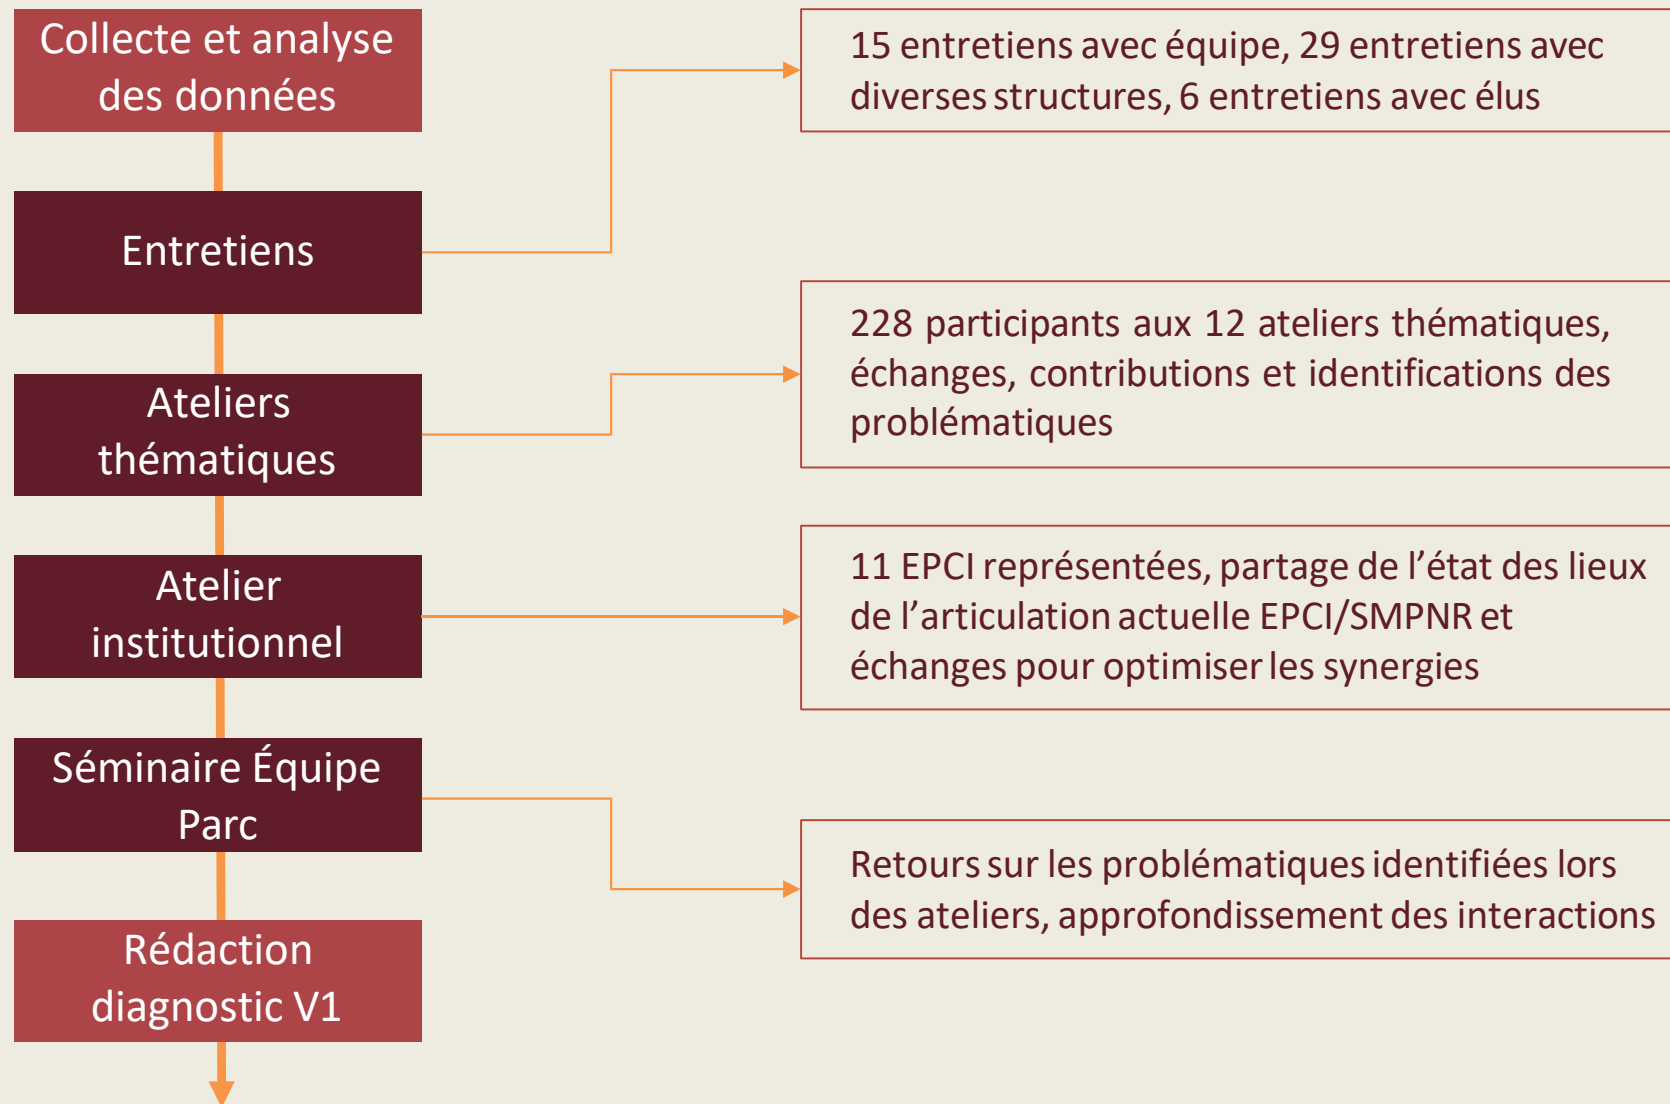 Collecte et analyse
des données
15 entretiens avec équipe, 29 entretiens avec
diverses structures, 6 entretiens avec élus
Entretiens
228 participants aux 12 ateliers thématiques,
échanges, contributions et identifications des
problématiques
Ateliers
thématiques
11 EPCI représentées, partage de l’état des lieux
de l’articulation actuelle EPCI/SMPNR et
échanges pour optimiser les synergies
Atelier
institutionnel
Séminaire Équipe
Parc
Retours sur les problématiques identifiées lors
des ateliers, approfondissement des interactions
Rédaction
diagnostic V1